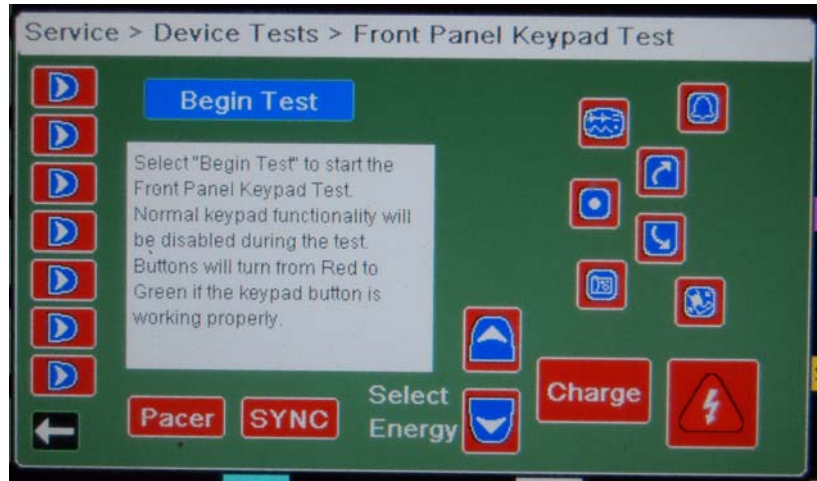 Service > Device Tests > Front Panel Keypad Test
Begin Test
Select "Begin Test" to start the
Front Panel Keypad Test.
Normal keypad functionality will
be disabled during the test.
Buttons will turn from Red to
Green if the keypad button is
working properly.
Pacer
SYNC
Select
Energy
Charge